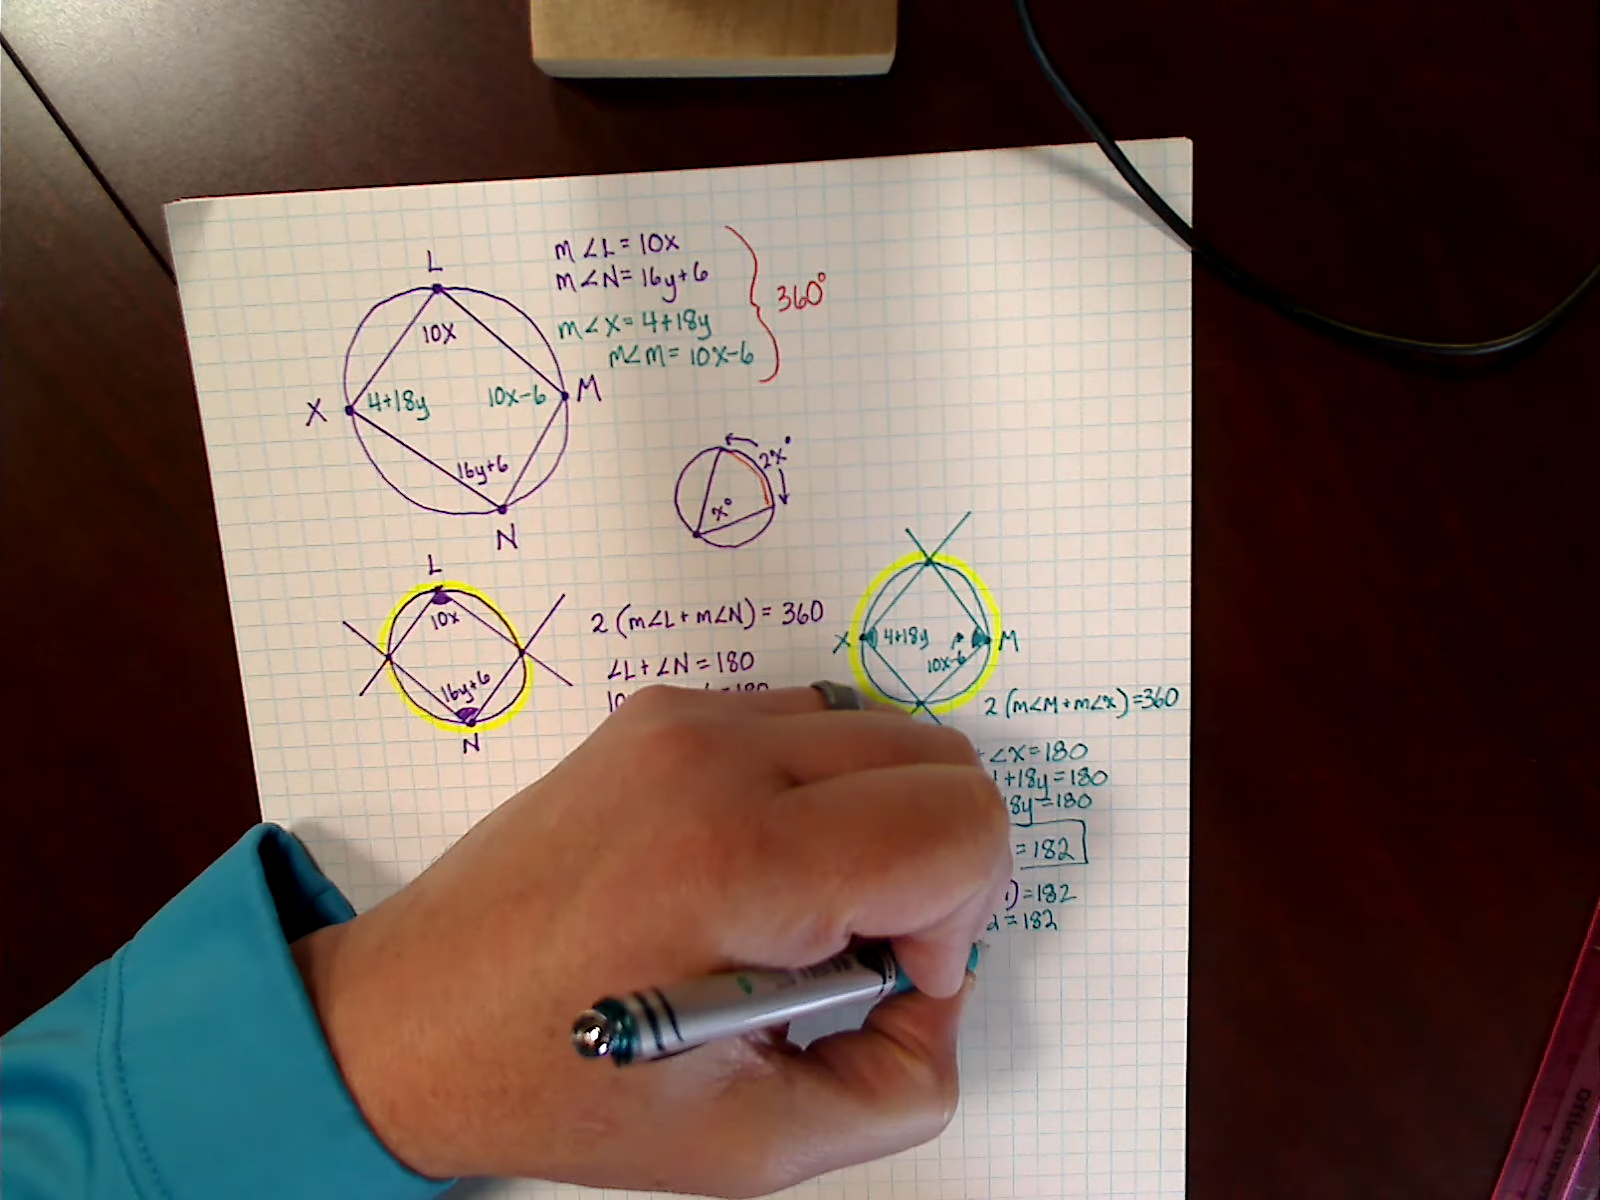 L
10X
X
4+18y
10X-6
M
16y+6
N
m∠L = 10X
m∠N = 16y+6
m∠X = 4+18y
m∠M = 10X-6
360°
2x°
x°
L
10X
16y+6
N
2 (m∠L + m∠N) = 360
∠L + ∠N = 180
X
4+18y
10X-6
M
2 (m∠M + m∠X) = 360
∠X = 180
+18y = 180
18y = 180
= 182
) = 182
= 182